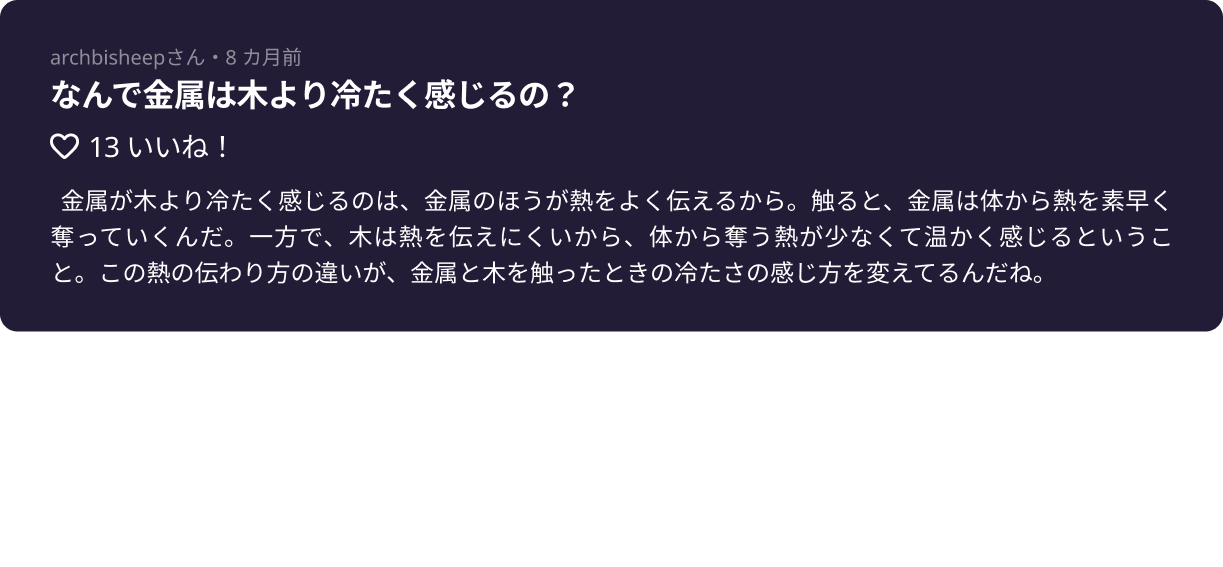 archbisheepさん・8 カ月前
なんで金属は木より冷たく感じるの？
13 いいね！
金属が木より冷たく感じるのは、金属のほうが熱をよく伝えるから。触ると、金属は体から熱を素早く
奪っていくんだ。一方で、木は熱を伝えにくいから、体から奪う熱が少なくて温かく感じるというこ
と。この熱の伝わり方の違いが、金属と木を触ったときの冷たさの感じ方を変えてるんだね。